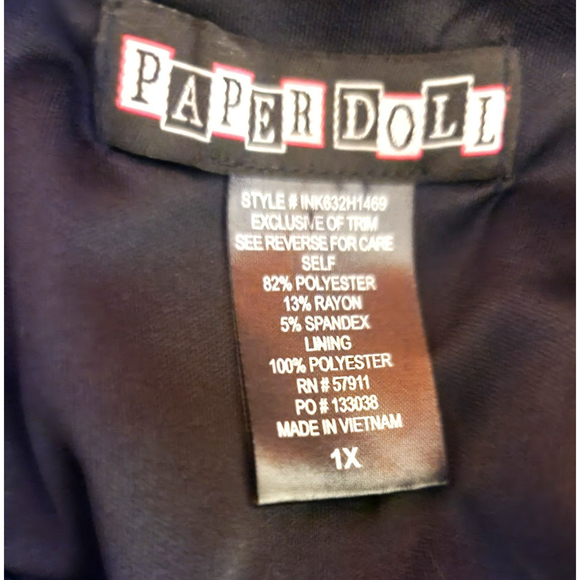 PAPER DOLL
STYLE # INK632H1469
EXCLUSIVE OF TRIM
SEE REVERSE FOR CARE
SELF
82% POLYESTER
13% RAYON
5% SPANDEX
LINING
100% POLYESTER
RN # 57911
PO # 133038
MADE IN VIETNAM
1X